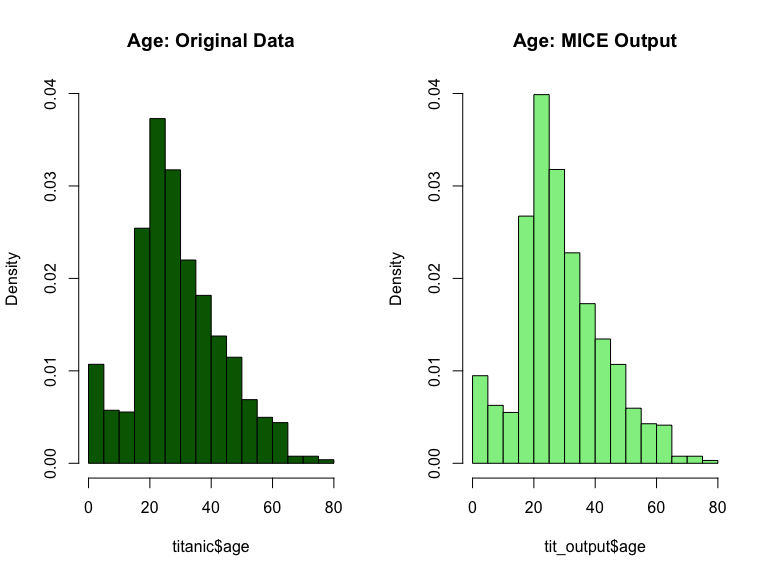 Age: Original Data
Density
0.00 0.01 0.02 0.03 0.04
0 20 40 60 80
titanic$age
Age: MICE Output
Density
0.00 0.01 0.02 0.03 0.04
0 20 40 60 80
tit_output$age